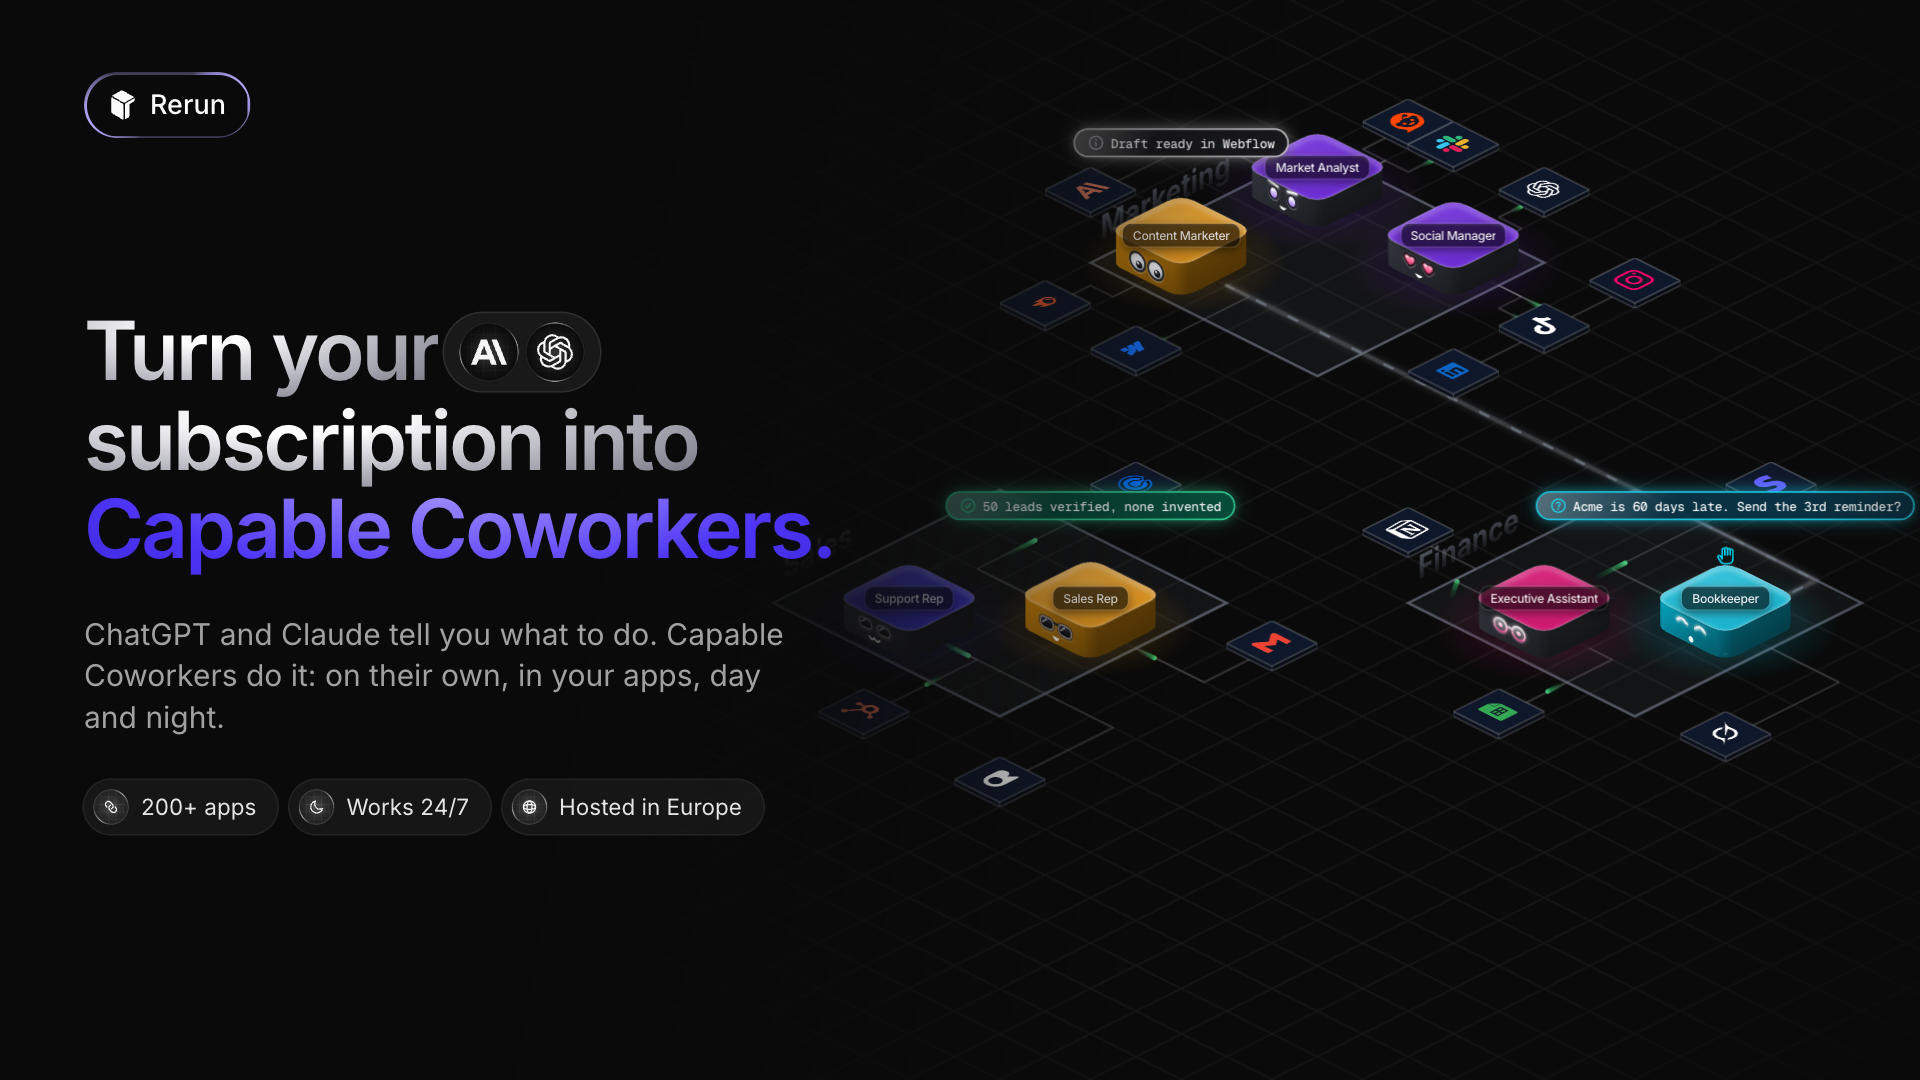 Rerun
Turn your
subscription into
Capable Coworkers.
ChatGPT and Claude tell you what to do. Capable
Coworkers do it: on their own, in your apps, day
and night.
200+ apps
Works 24/7
Hosted in Europe
Marketing
Draft ready in Webflow
Market Analyst
Content Marketer
Social Manager
Sales
50 leads verified, none invented
Support Rep
Sales Rep
Finance
Acme is 60 days late. Send the 3rd reminder?
Executive Assistant
Bookkeeper